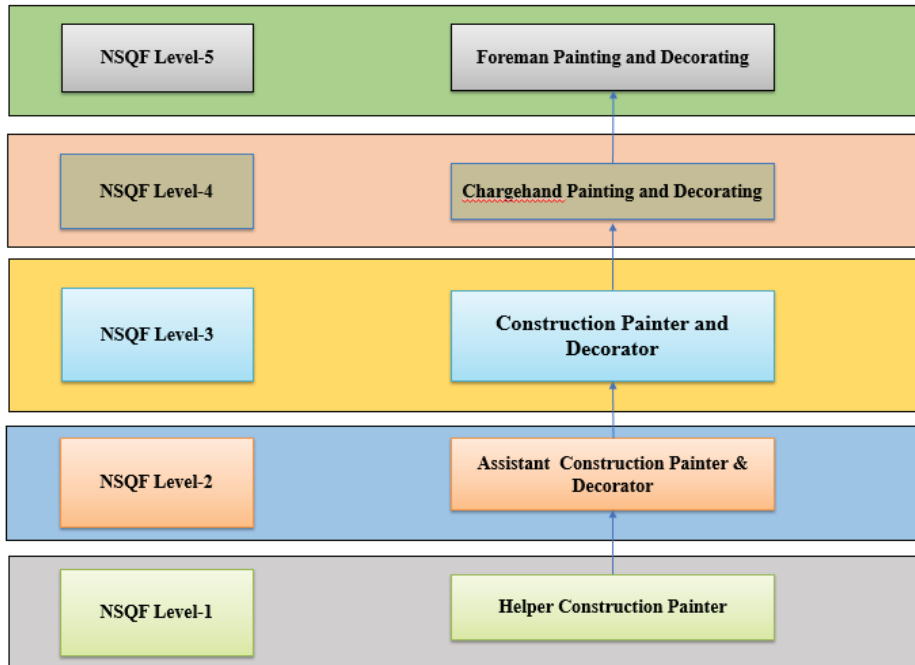 NSQF Level-5
Foreman Painting and Decorating
NSQF Level-4
Chargehand Painting and Decorating
NSQF Level-3
Construction Painter and
Decorator
NSQF Level-2
Assistant  Construction Painter &
Decorator
NSQF Level-1
Helper Construction Painter